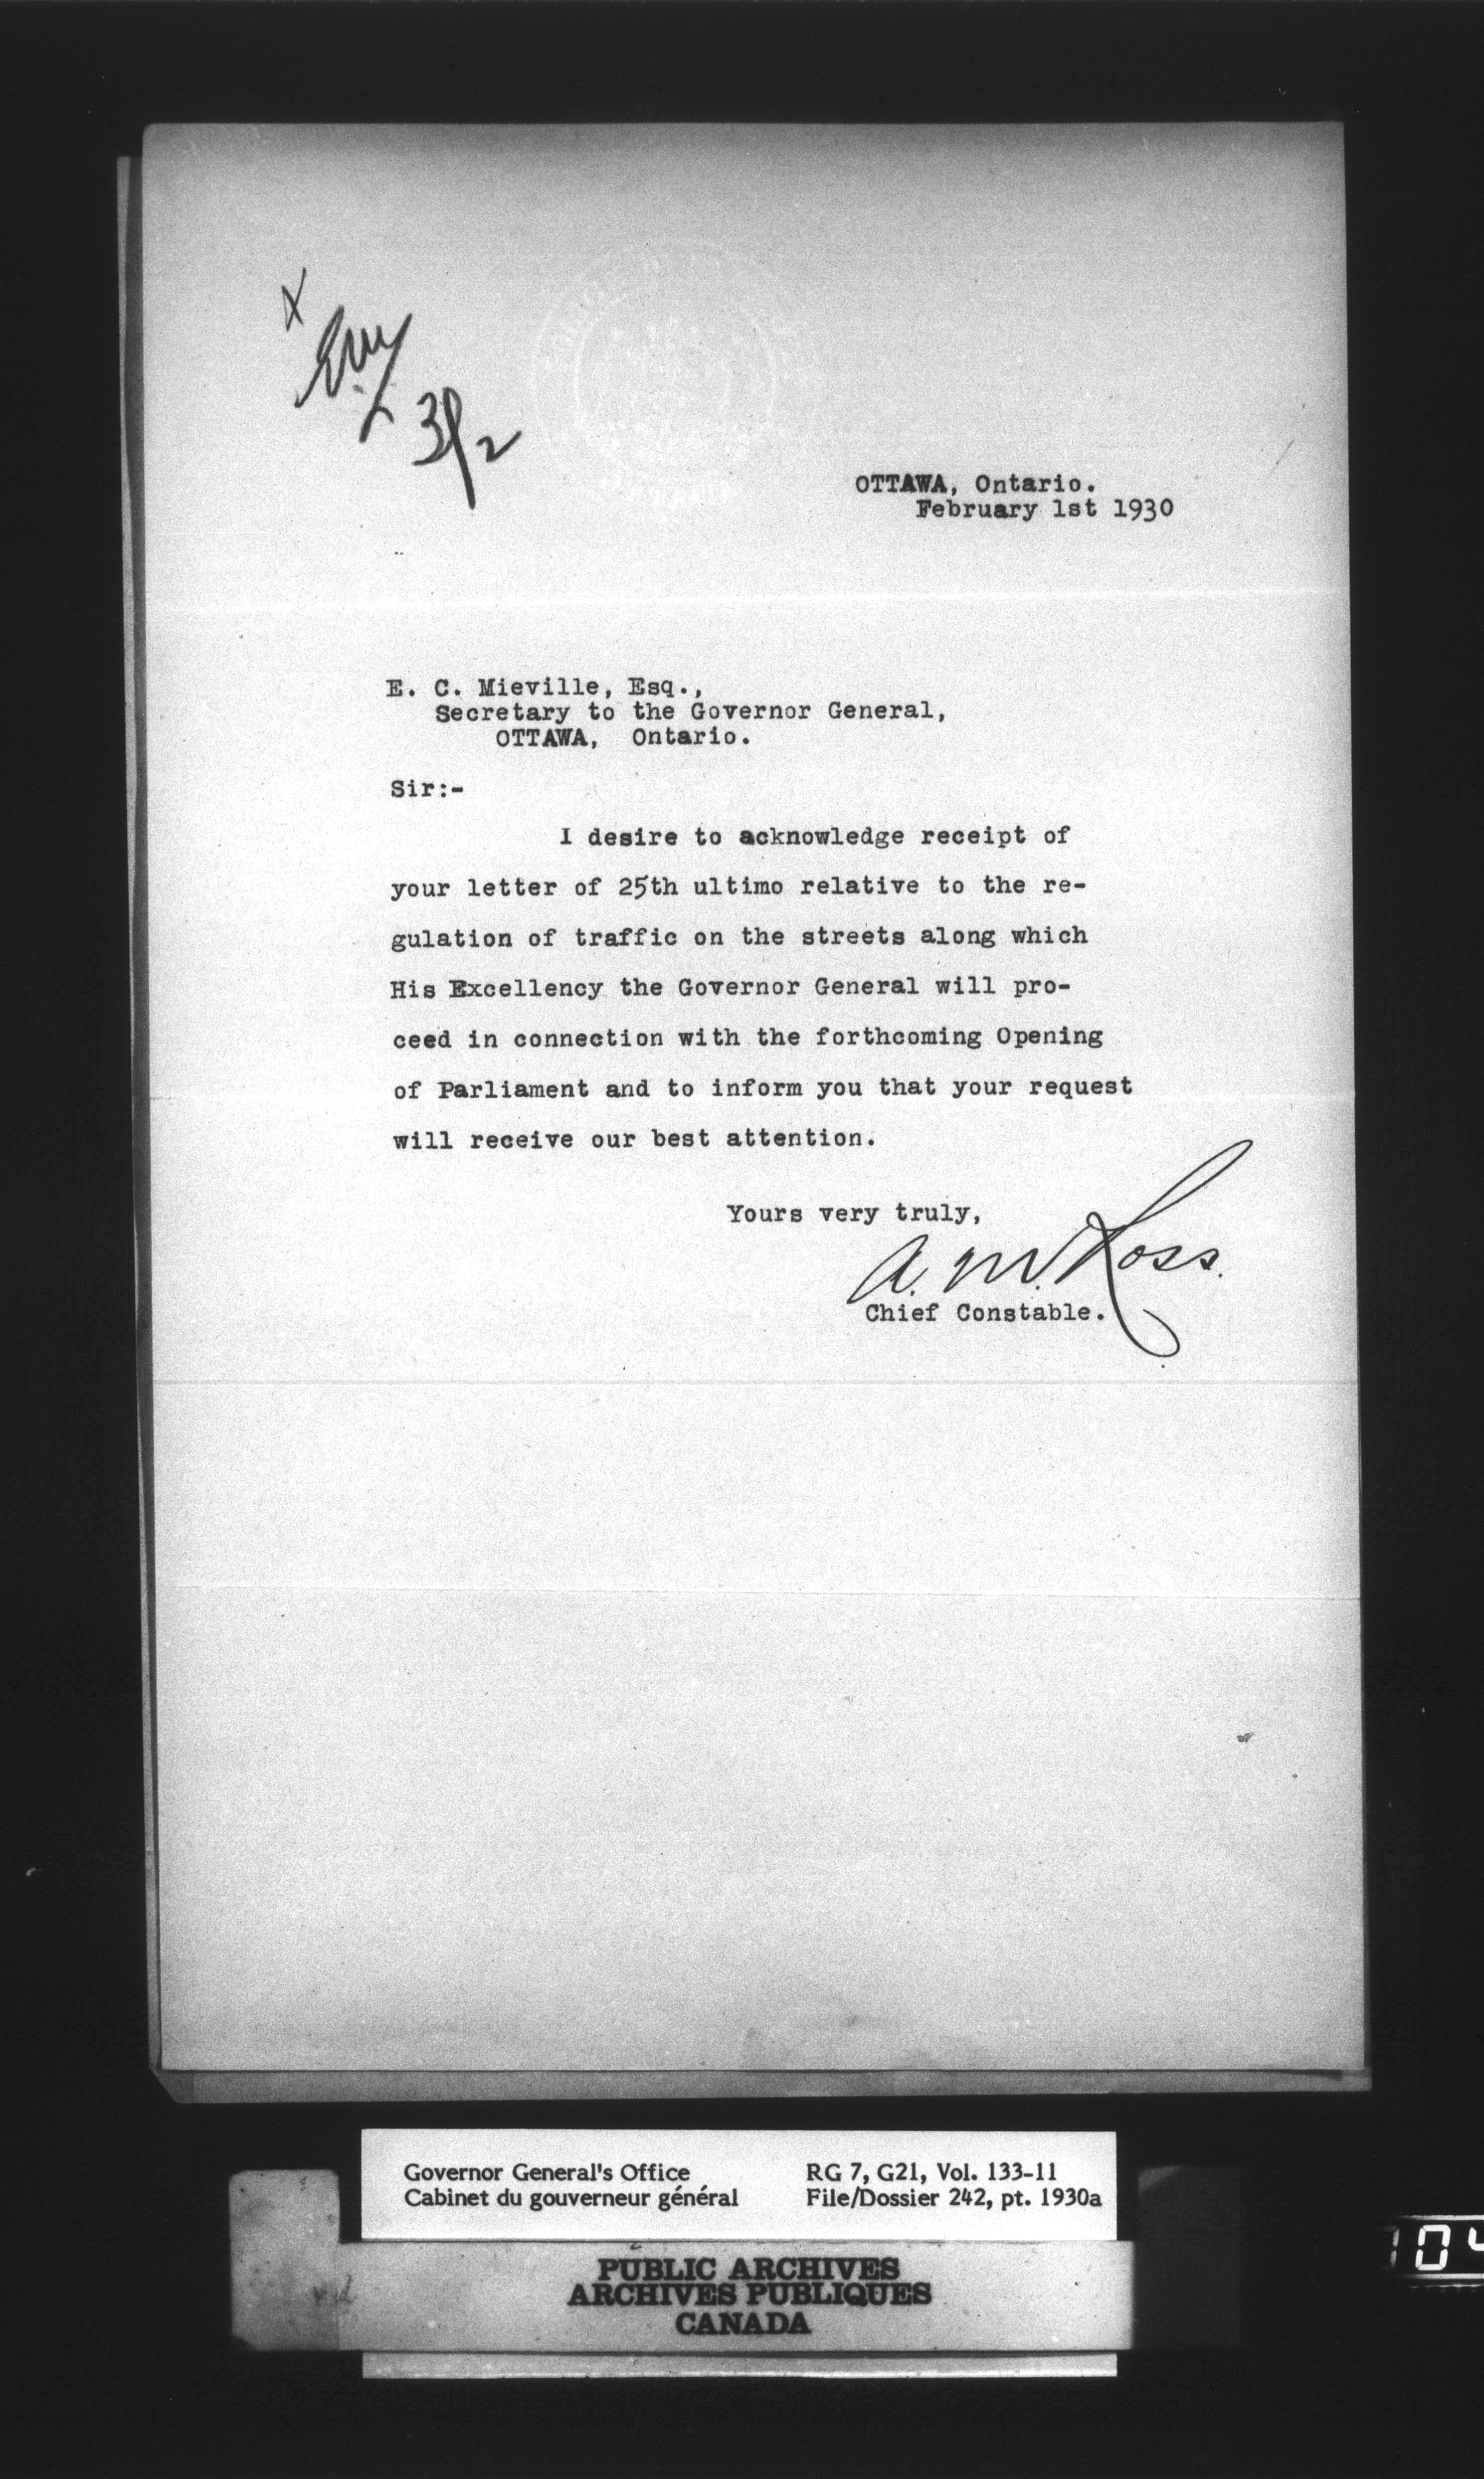 x
3/2
OTTAWA, Ontario.
February 1st 1930
E. C. Mieville, Esq.,
Secretary to the Governor General,
OTTAWA, Ontario.
Sir:-
I desire to acknowledge receipt of
your letter of 25th ultimo relative to the re-
gulation of traffic on the streets along which
His Excellency the Governor General will pro-
ceed in connection with the forthcoming Opening
of Parliament and to inform you that your request
will receive our best attention.
Yours very truly,
A. M. Ross.
Chief Constable.
Governor General's Office
Cabinet du gouverneur général
RG 7, G21, Vol. 133-11
File/Dossier 242, pt. 1930a
PUBLIC ARCHIVES
ARCHIVES PUBLIQUES
CANADA